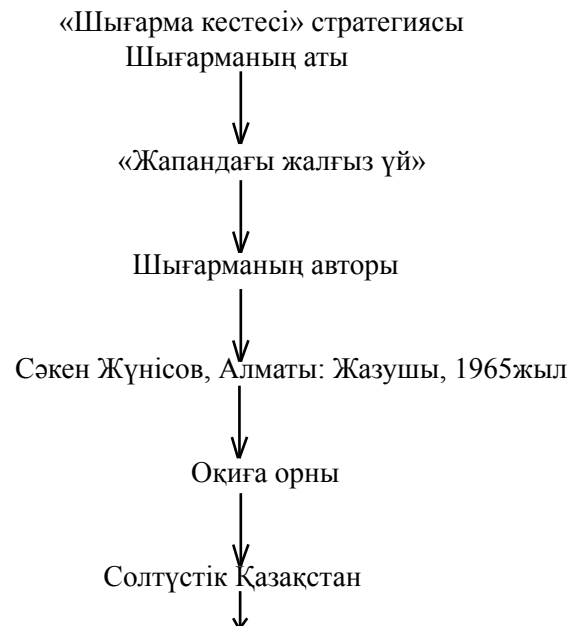 «Шығарма кестесі» стратегиясы
Шығарманың аты
«Жапандағы жалғыз үй»
Шығарманың авторы
Сәкен Жүнісов, Алматы: Жазушы, 1965жыл
Оқиға орны
Солтүстік Қазақстан